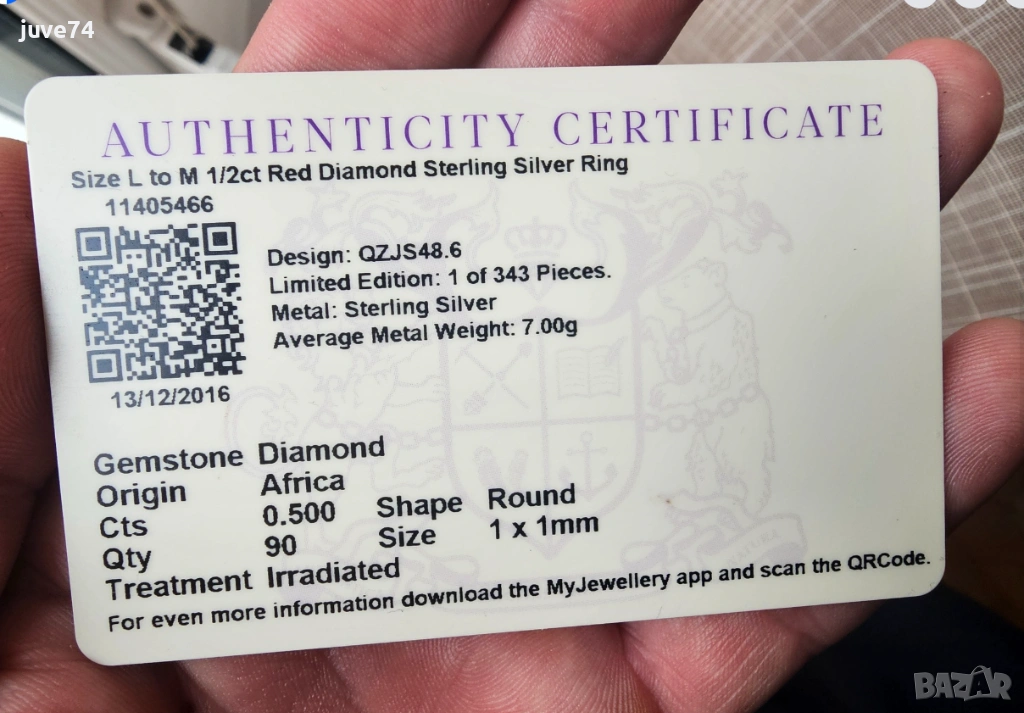 juve74
AUTHENTICITY CERTIFICATE
Size L to M 1/2ct Red Diamond Sterling Silver Ring
11405466
Design: QZJS48.6
Limited Edition: 1 of 343 Pieces.
Metal: Sterling Silver
Average Metal Weight: 7.00g
13/12/2016
Gemstone Diamond
Origin Africa
Cts 0.500 Shape Round
Qty 90 Size 1 x 1mm
Treatment Irradiated
For even more information download the MyJewellery app and scan the QRCode.
BAZAR